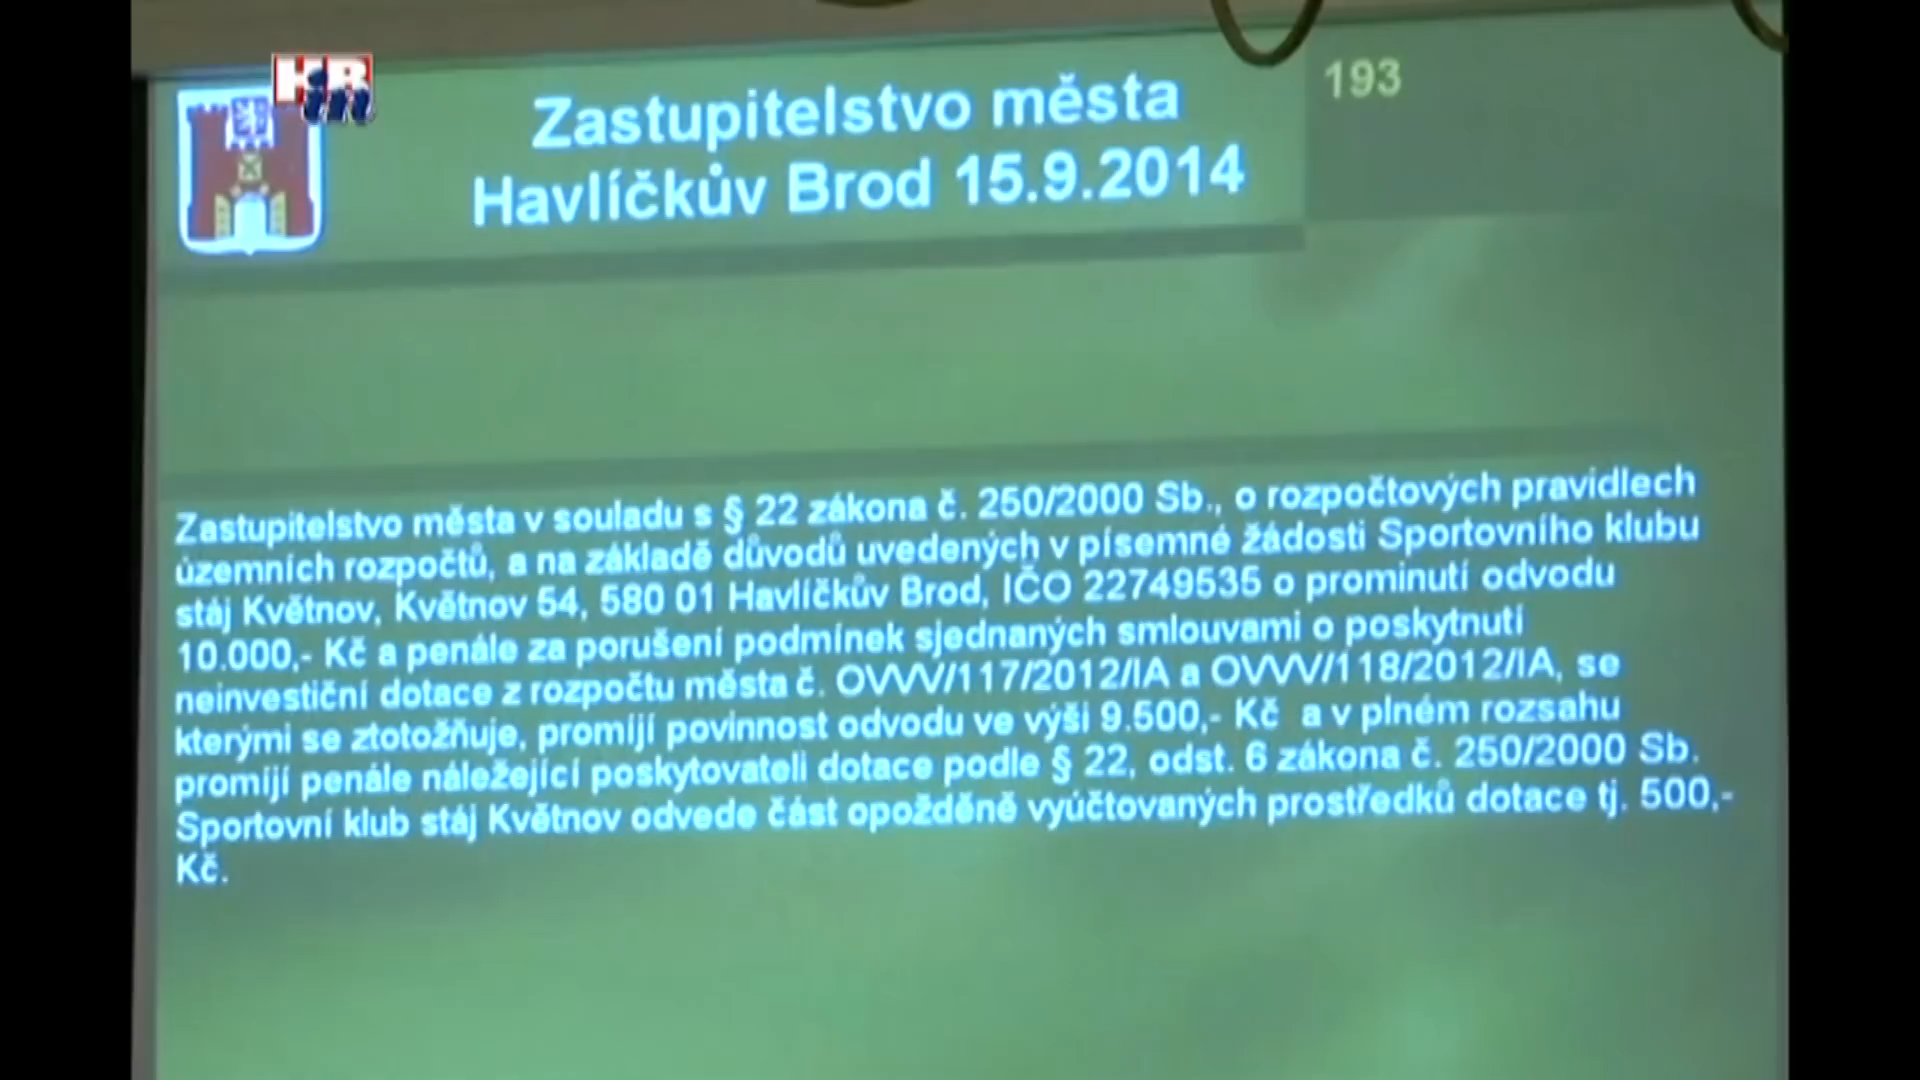 HB
in
193
Zastupitelstvo města
Havlíčkův Brod 15.9.2014
Zastupitelstvo města v souladu s § 22 zákona č. 250/2000 Sb., o rozpočtových pravidlech
územních rozpočtů, a na základě důvodů uvedených v písemné žádosti Sportovního klubu
stáj Květnov, Květnov 54, 580 01 Havlíčkův Brod, IČO 22749535 o prominutí odvodu
10.000,- Kč a penále za porušení podmínek sjednaných smlouvami o poskytnutí
neinvestiční dotace z rozpočtu města č. OVVV/117/2012/IA a OVVV/118/2012/IA, se
kterými se ztotožňuje, promíjí povinnost odvodu ve výši 9.500,- Kč a v plném rozsahu
promíjí penále náležející poskytovateli dotace podle § 22, odst. 6 zákona č. 250/2000 Sb.
Sportovní klub stáj Květnov odvede část opožděně vyúčtovaných prostředků dotace tj. 500,-
Kč.